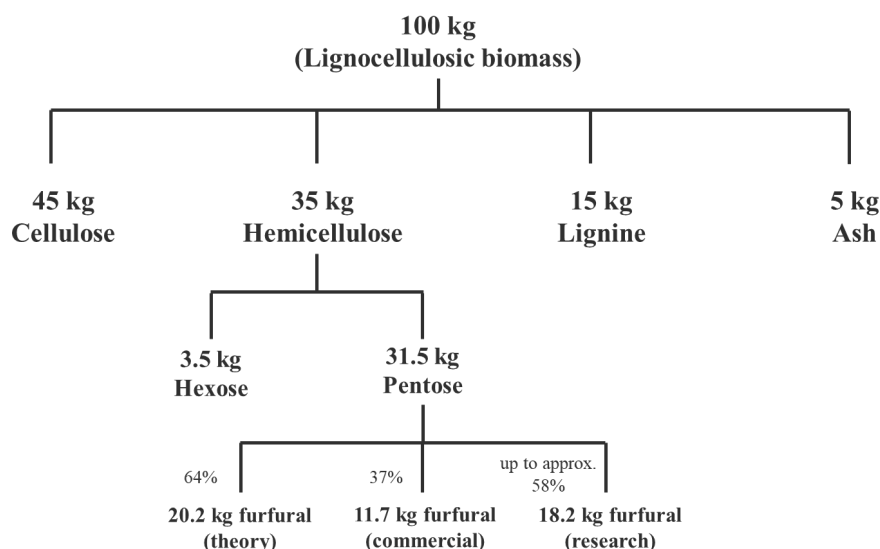 100 kg
(Lignocellulosic biomass)
45 kg
Cellulose
35 kg
Hemicellulose
15 kg
Lignine
5 kg
Ash
3.5 kg
Hexose
31.5 kg
Pentose
64%
37%
up to approx.
58%
20.2 kg furfural
(theory)
11.7 kg furfural
(commercial)
18.2 kg furfural
(research)